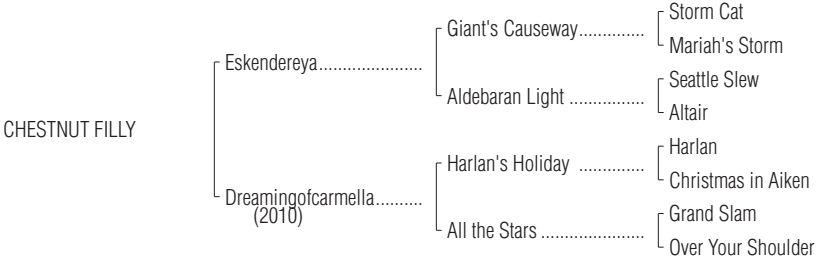 Storm Cat
Giant's Causeway..............
Mariah's Storm
Eskendereya......................
Seattle Slew
Aldebaran Light ................
Altair
CHESTNUT FILLY
Harlan
Harlan's Holiday ..............
Christmas in Aiken
Dreamingofcarmella..........
(2010)
Grand Slam
All the Stars ......................
Over Your Shoulder